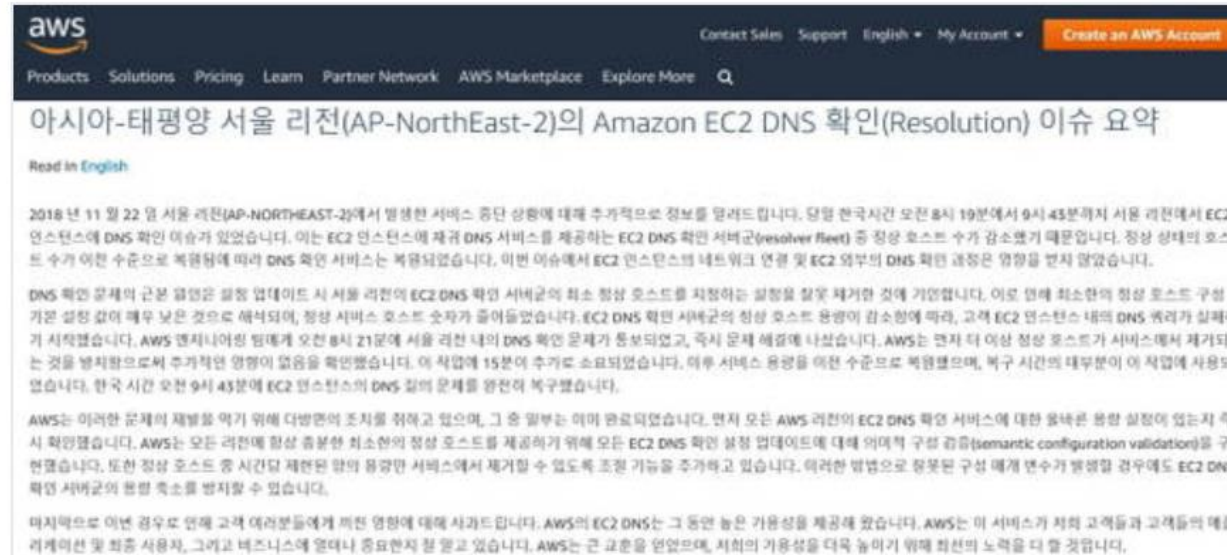 aws
Contact Sales Support English My Account Create an AWS Account
Products Solutions Pricing Learn Partner Network AWS Marketplace Explore More
아시아-태평양 서울 리전(AP-NorthEast-2)의 Amazon EC2 DNS 확인(Resolution) 이슈 요약
Read in English
2018 년 11 월 22 일 서울 리전(AP-NORTHEAST-2)에서 발생한 서비스 중단 상황에 대해 추가적으로 정보를 알려드립니다. 당일 한국시간 오전 8시 19분에서 9시 43분까지 서울 리전에서 EC2
인스턴스에 DNS 확인 이슈가 있었습니다. 이는 EC2 인스턴스에 재귀 DNS 서비스를 제공하는 EC2 DNS 확인 서버군(resolver fleet) 중 정상 호스트 수가 감소했기 때문입니다. 정상 상태의 호스
트 수가 이전 수준으로 복원됨에 따라 DNS 확인 서비스는 복원되었습니다. 이번 이슈에서 EC2 인스턴스의 네트워크 연결 및 EC2 외부의 DNS 확인 과정은 영향을 받지 않았습니다.
DNS 확인 문제의 근본 원인은 설정 업데이트 시 서울 리전의 EC2 DNS 확인 서버군의 최소 정상 호스트를 지정하는 설정을 잘못 제거한 것에 기인합니다. 이로 인해 최소한의 정상 호스트 구성
기본 설정 값이 매우 낮은 것으로 해석되어, 정상 서비스 호스트 숫자가 줄어들었습니다. EC2 DNS 확인 서버군의 정상 호스트 용량이 감소함에 따라, 고객 EC2 인스턴스 내의 DNS 쿼리가 실패하
기 시작했습니다. AWS 엔지니어링 팀에게 오전 8시 21분에 서울 리전 내의 DNS 확인 문제가 통보되었고, 즉시 문제 해결에 나섰습니다. AWS는 먼저 더 이상 정상 호스트가 서비스에서 제거되
는 것을 방지함으로써 추가적인 영향이 없음을 확인했습니다. 이 작업에 15분이 추가로 소요되었습니다. 이후 서비스 용량을 이전 수준으로 복원했으며, 복구 시간의 대부분이 이 작업에 사용되
었습니다. 한국 시간 오전 9시 43분에 EC2 인스턴스의 DNS 질의 문제를 완전히 복구했습니다.
AWS는 이러한 문제의 재발을 막기 위해 다방면의 조치를 취하고 있으며, 그 중 일부는 이미 완료되었습니다. 먼저 모든 AWS 리전의 EC2 DNS 확인 서비스에 대한 올바른 용량 설정이 있는지 다
시 확인했습니다. AWS는 모든 리전에 항상 충분한 최소한의 정상 호스트를 제공하기 위해 모든 EC2 DNS 확인 설정 업데이트에 대해 의미적 구성 검증(semantic configuration validation)을 구
현했습니다. 또한 정상 호스트 중 시간당 제한된 양의 용량만 서비스에서 제거할 수 있도록 조절 기능을 추가하고 있습니다. 이러한 방법으로 잘못된 구성 매개 변수가 발생할 경우에도 EC2 DNS
확인 서버군의 용량 축소를 방지할 수 있습니다.
마지막으로 이번 경우로 인해 고객 여러분들에게 끼친 영향에 대해 사과드립니다. AWS의 EC2 DNS는 그 동안 높은 가용성을 제공해 왔습니다. AWS는 이 서비스가 저희 고객들과 고객들의 애플
리케이션 및 최종 사용자, 그리고 비즈니스에 얼마나 중요한지 잘 알고 있습니다. AWS는 큰 교훈을 얻었으며, 저희의 가용성을 더욱 높이기 위해 최선의 노력을 다 할 것입니다.